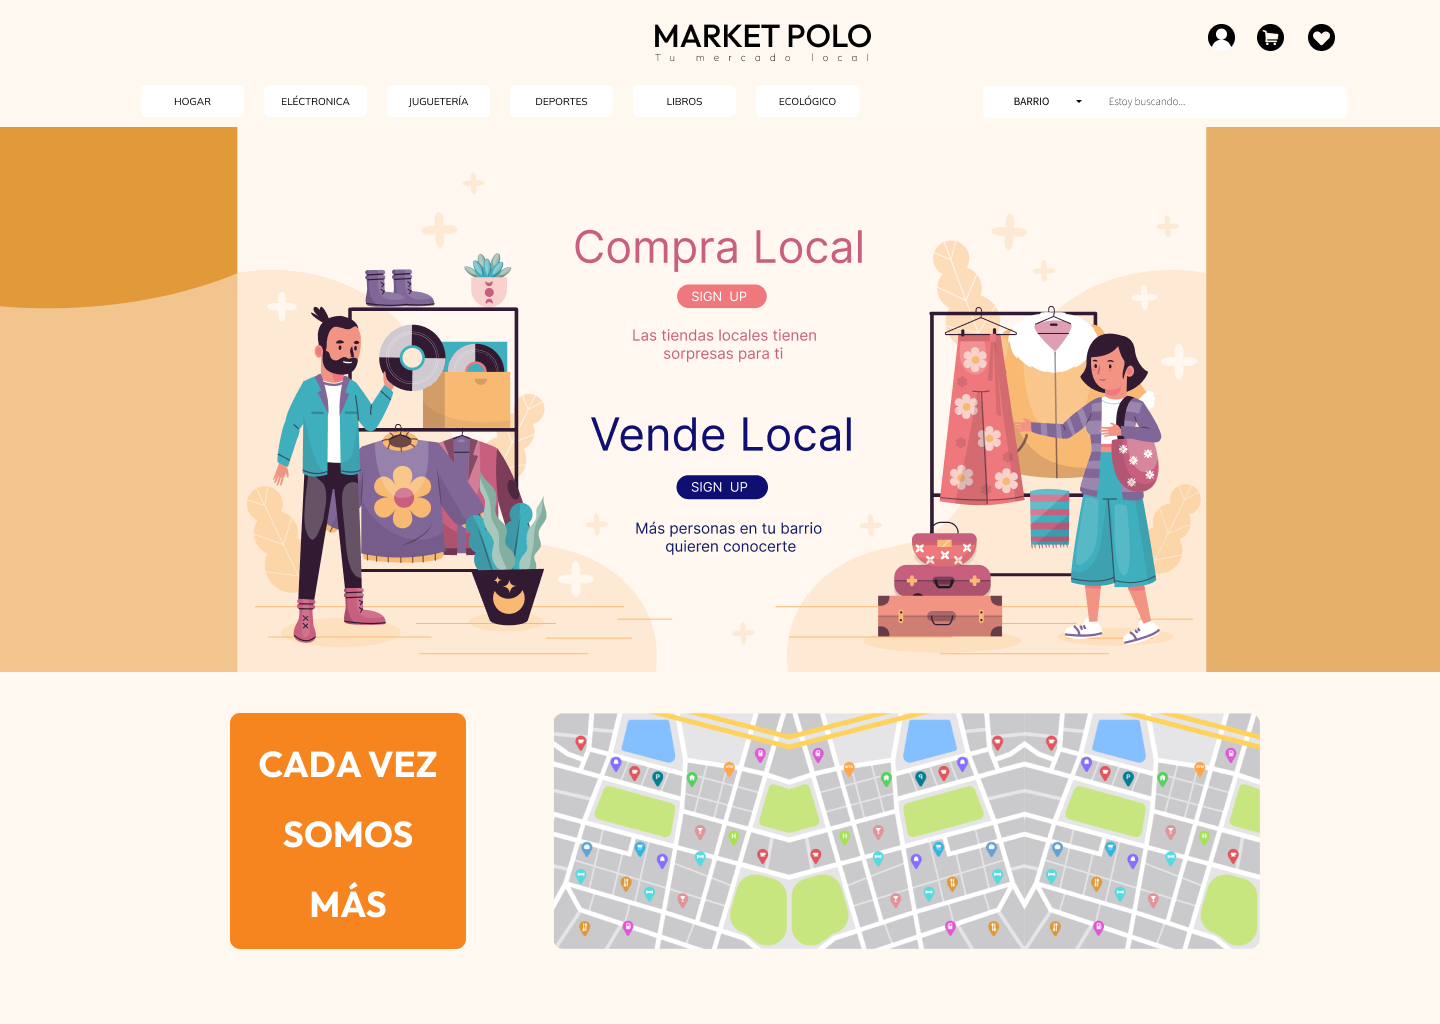 MARKET POLO
Tu mercado local
HOGAR
ELÉCTRONICA
JUGUETERÍA
DEPORTES
LIBROS
ECOLÓGICO
BARRIO
Estoy buscando...
Compra Local
SIGN UP
Las tiendas locales tienen
sorpresas para ti
Vende Local
SIGN UP
Más personas en tu barrio
quieren conocerte
CADA VEZ
SOMOS
MÁS